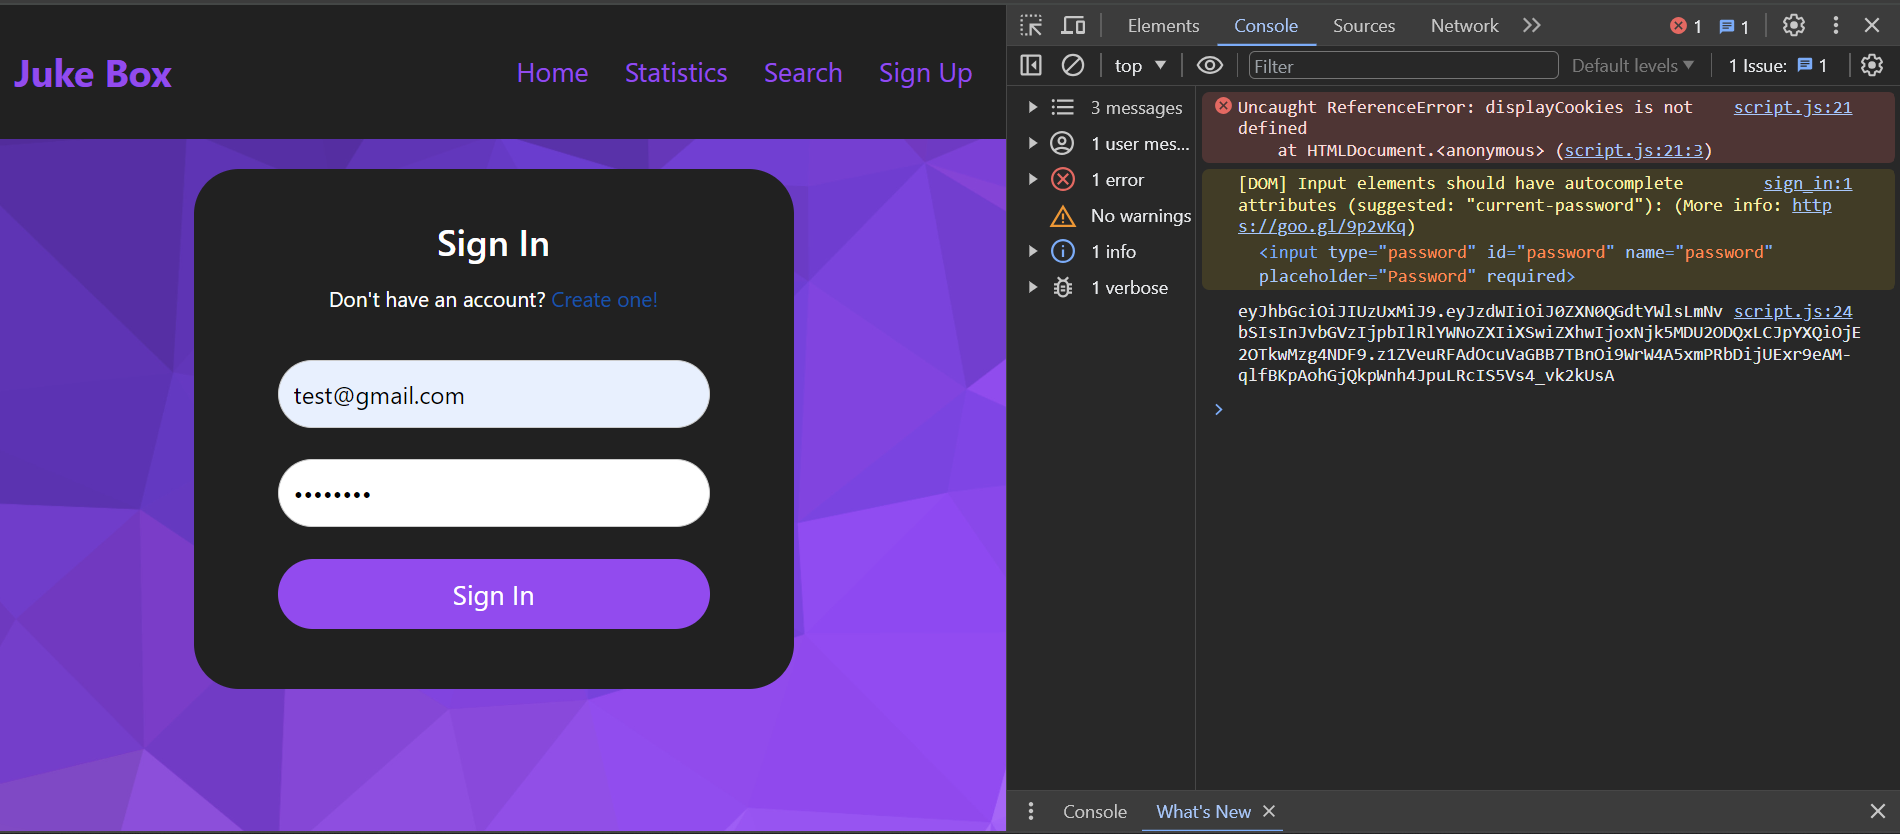 Juke Box
Home Statistics Search Sign Up
Sign In
Don't have an account? Create one!
test@gmail.com
••••••••
Sign In
Elements Console Sources Network 1 1
top Filter Default levels 1 Issue: 1
3 messages
1 user mes...
1 error
No warnings
1 info
1 verbose
Uncaught ReferenceError: displayCookies is not script.js:21
defined
at HTMLDocument.<anonymous> (script.js:21:3)
[DOM] Input elements should have autocomplete sign_in:1
attributes (suggested: "current-password"): (More info: http
s://goo.gl/9p2vKq)
<input type="password" id="password" name="password"
placeholder="Password" required>
eyJhbGciOiJIUzUxMiJ9.eyJzdWIiOiJ0ZXN0QGdtYWlsLmNv script.js:24
bSIsInJvbGVzIjpbIlRlYWNoZXIiXSwiZXhwIjoxNjk5MDU2ODQxLCJpYXQiOjE
2OTkwMzg4NDF9.z1ZVeuRFAdOcuVaGBB7TBnOi9WrW4A5xmPRbDijUExr9eAM-
qlfBKpAohGjQkpWnh4JpuLRcIS5Vs4_vk2kUsA
Console What's New